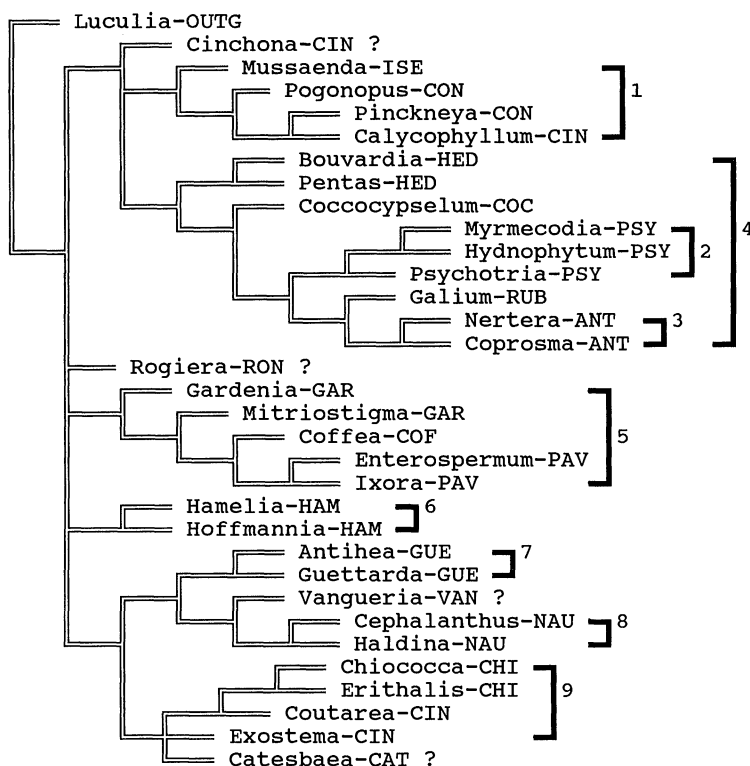 Luculia-OUTG
Cinchona-CIN ?
Mussaenda-ISE
Pogonopus-CON 1
Pinckneya-CON
Calycophyllum-CIN
Bouvardia-HED
Pentas-HED
Coccocypselum-COC
Myrmecodia-PSY 4
Hydnophytum-PSY 2
Psychotria-PSY
Galium-RUB
Nertera-ANT 3
Coprosma-ANT
Rogiera-RON ?
Gardenia-GAR
Mitriostigma-GAR
Coffea-COF 5
Enterospermum-PAV
Ixora-PAV
Hamelia-HAM 6
Hoffmannia-HAM
Antihea-GUE 7
Guettarda-GUE
Vangueria-VAN ?
Cephalanthus-NAU 8
Haldina-NAU
Chiococca-CHI
Erithalis-CHI 9
Coutarea-CIN
Exostema-CIN
Catesbaea-CAT ?